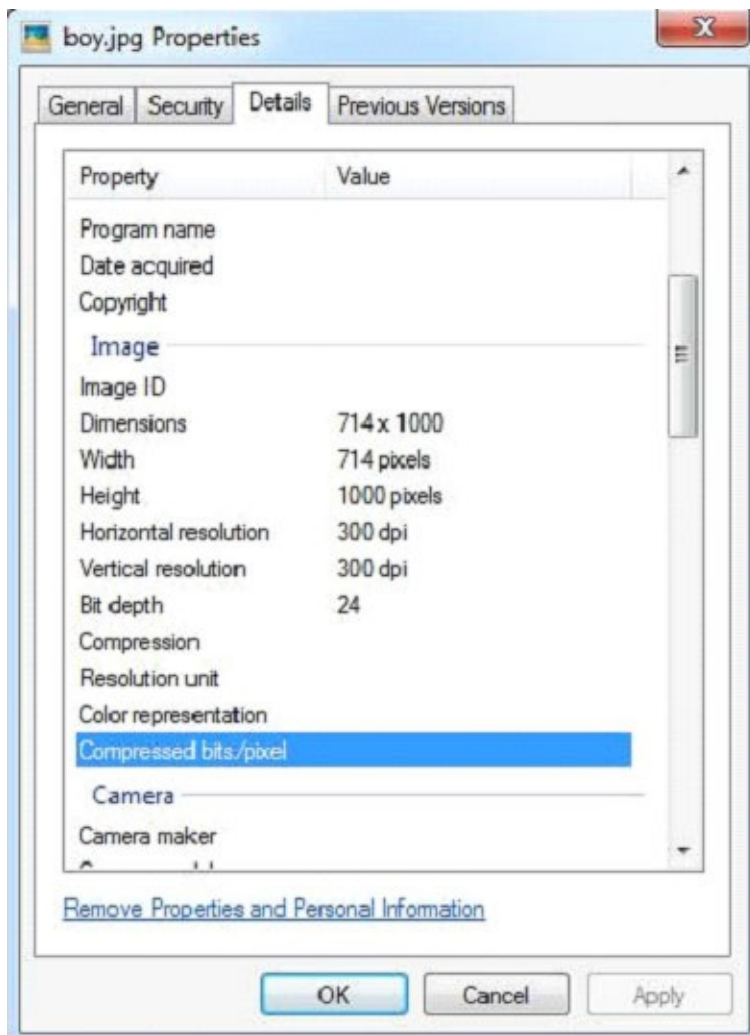 boy.jpg Properties
General Security Details Previous Versions
Property Value
Program name
Date acquired
Copyright
Image
Image ID
Dimensions 714 x 1000
Width 714 pixels
Height 1000 pixels
Horizontal resolution 300 dpi
Vertical resolution 300 dpi
Bit depth 24
Compression
Resolution unit
Color representation
Compressed bits/pixel
Camera
Camera maker
Remove Properties and Personal Information
OK Cancel Apply